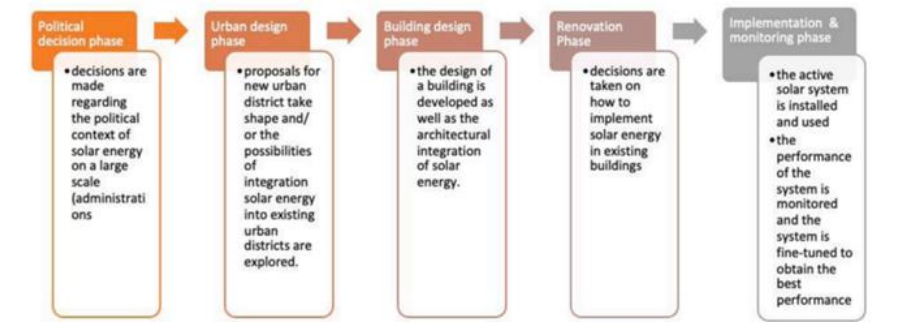 Political
decision phase
•decisions are
made
regarding
the political
context of
solar energy
on a large
scale
(administrati
ons
Urban design
phase
•proposals for
new urban
district take
shape and/
or the
possibilities
of
integration
solar energy
into existing
urban
districts are
explored.
Building design
phase
•the design of
a building is
developed as
well as the
architectural
integration
of solar
energy.
Renovation
Phase
•decisions are
taken on
how to
implement
solar energy
in existing
buildings
Implementation &
monitoring phase
•the active
solar system
is installed
and used
•the
performance
of the
system is
monitored
and the
system is
fine-tuned to
obtain the
best
performance